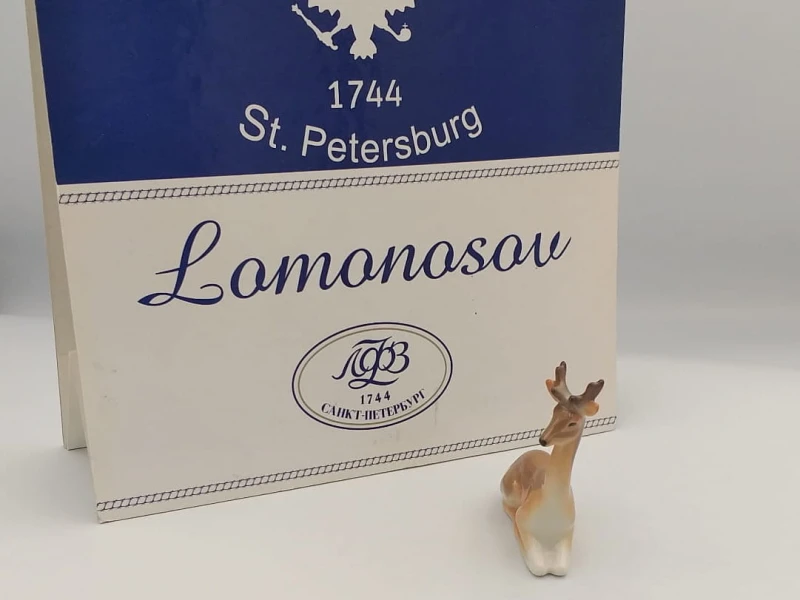 1744
St. Petersburg
Lomonosov
ЛФЗ
1744
САНКТ-ПЕТЕРБУРГ